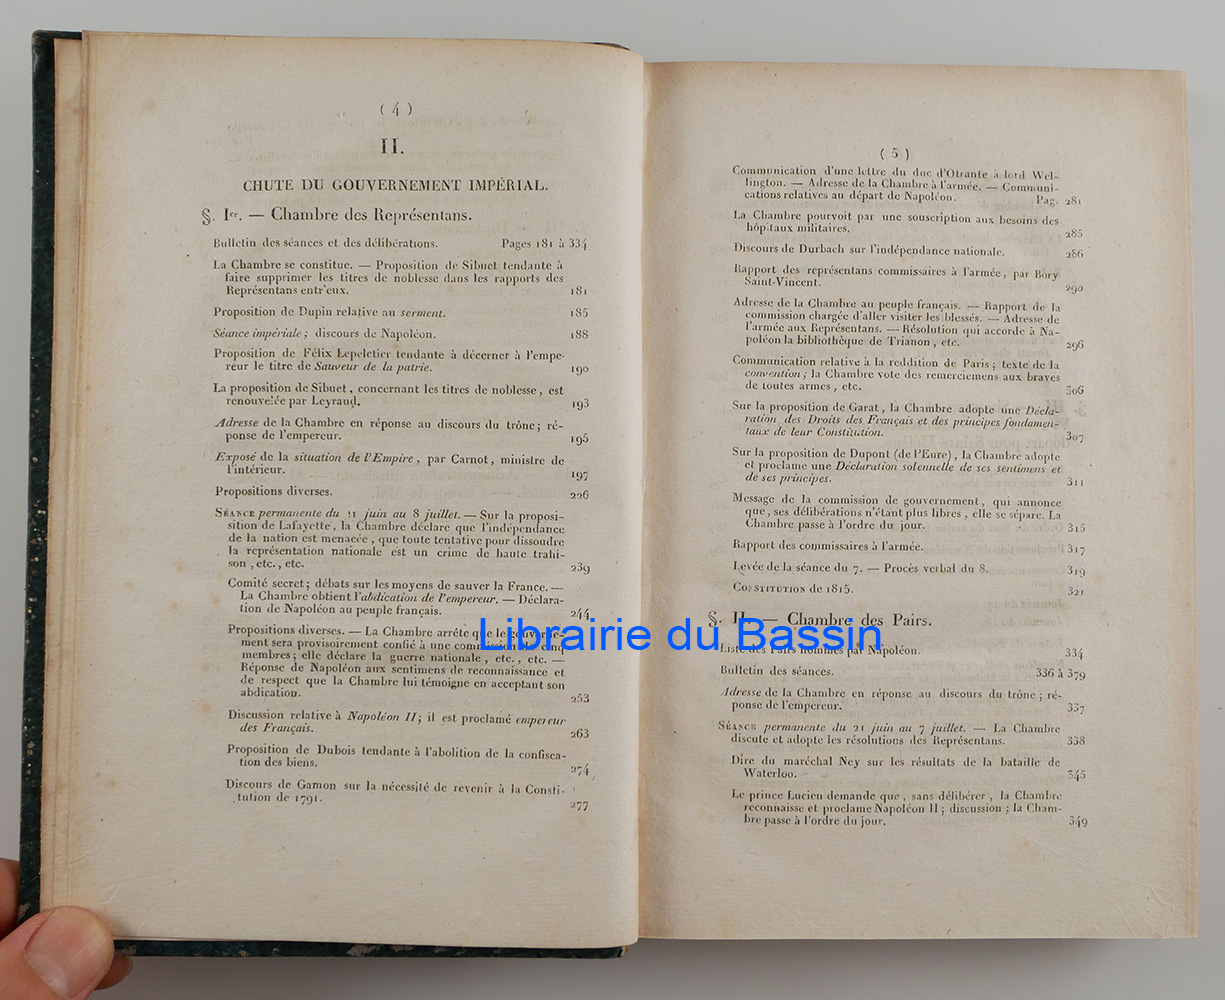 ( 4 )
II.
CHUTE DU GOUVERNEMENT IMPÉRIAL.
§. Ier. — Chambre des Représentans.
Bulletin des séances et des délibérations. Pages 181 à 334
La Chambre se constitue. — Proposition de Sibuet tendante à
faire supprimer les titres de noblesse dans les rapports des
Représentans entr'eux. 181
Proposition de Dupin relative au serment. 185
Séance impériale ; discours de Napoléon. 188
Proposition de Félix Lepeletier tendante à décerner à l'empe-
reur le titre de Sauveur de la patrie. 190
La proposition de Sibuet, concernant les titres de noblesse, est
renouvelée par Leyraud. 193
Adresse de la Chambre en réponse au discours du trône ; ré-
ponse de l'empereur. 195
Exposé de la situation de l'Empire, par Carnot, ministre de
l'intérieur. 197
Propositions diverses. 226
SÉANCE permanente du 21 juin au 8 juillet. — Sur la proposi-
sition de Lafayette, la Chambre déclare que l'indépendance
de la nation est menacée, que toute tentative pour dissoudre
la représentation nationale est un crime de haute trahi-
son, etc., etc. 239
Comité secret ; débats sur les moyens de sauver la France. —
La Chambre obtient l'abdication de l'empereur. — Déclara-
tion de Napoléon au peuple français. 244
Propositions diverses. — La Chambre arrête que le gouverne-
ment sera provisoirement confié à une commission de cinq
membres ; elle déclare la guerre nationale, etc., etc. —
Réponse de Napoléon aux sentimens de reconnaissance et
de respect que la Chambre lui témoigne en acceptant son
abdication. 253
Discussion relative à Napoléon II ; il est proclamé empereur
des Français. 263
Proposition de Dubois tendante à l'abolition de la confisca-
tion des biens. 274
Discours de Gamon sur la nécessité de revenir à la Consti-
tution de 1791. 277
( 5 )
Communication d'une lettre du duc d'Otrante à lord Wel-
lington. — Adresse de la Chambre à l'armée. — Communi-
cations relatives au départ de Napoléon. Pag. 281
La Chambre pourvoit par une souscription aux besoins des
hôpitaux militaires. 285
Discours de Durbach sur l'indépendance nationale. 286
Rapport des représentans commissaires à l'armée, par Bory-
Saint-Vincent. 290
Adresse de la Chambre au peuple français. — Rapport de la
commission chargée d'aller visiter les blessés. — Adresse de
l'armée aux Représentans. — Résolution qui accorde à Na-
poléon la bibliothèque de Trianon, etc. 296
Communication relative à la reddition de Paris ; texte de la
convention ; la Chambre vote des remerciemens aux braves
de toutes armes, etc. 306
Sur la proposition de Garat, la Chambre adopte une Décla-
ration des Droits des Français et des principes fondamen-
taux de leur Constitution. 307
Sur la proposition de Dupont (de l'Eure), la Chambre adopte
et proclame une Déclaration solennelle de ses sentimens et
de ses principes. 311
Message de la commission de gouvernement, qui annonce
que, ses délibérations n'étant plus libres, elle se sépare. La
Chambre passe à l'ordre du jour. 315
Rapport des commissaires à l'armée. 317
Levée de la séance du 7. — Procès verbal du 8. 319
CONSTITUTION de 1815. 321
§. II. — Chambre des Pairs.
Librairie du Bassin
Liste des Pairs nommés par Napoléon. 334
Bulletin des séances. 336 à 379
Adresse de la Chambre en réponse au discours du trône ; ré-
ponse de l'empereur. 337
SÉANCE permanente du 21 juin au 7 juillet. — La Chambre
discute et adopte les résolutions des Représentans. 338
Dire du maréchal Ney sur les résultats de la bataille de
Waterloo. 345
Le prince Lucien demande que, sans délibérer, la Chambre
reconnaisse et proclame Napoléon II ; discussion ; la Cham-
bre passe à l'ordre du jour. 349